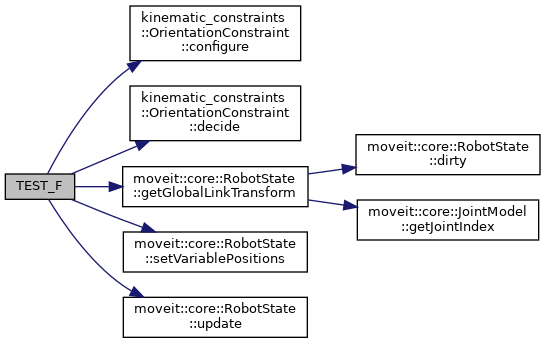 TEST_F
kinematic_constraints
::OrientationConstraint
::configure
kinematic_constraints
::OrientationConstraint
::decide
moveit::core::RobotState
::getGlobalLinkTransform
moveit::core::RobotState
::setVariablePositions
moveit::core::RobotState
::update
moveit::core::RobotState
::dirty
moveit::core::JointModel
::getJointIndex